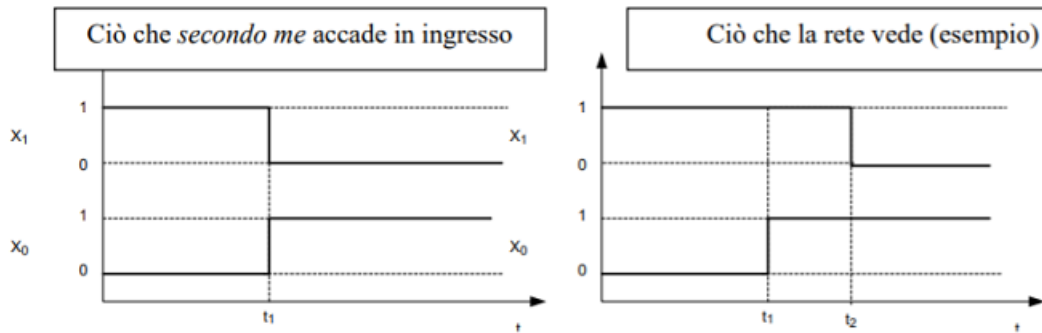 Ciò che secondo me accade in ingresso
Ciò che la rete vede (esempio)
1
X1
0
1
X0
0
t1
t
1
X1
0
1
X0
0
t1
t2
t